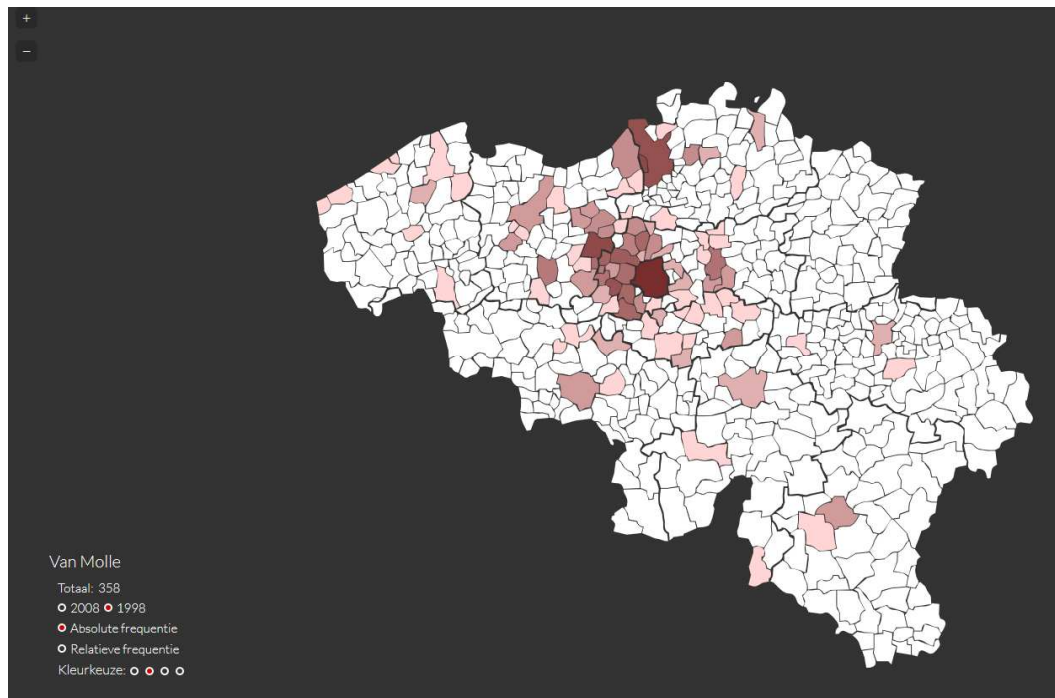 +
−
Van Molle
Totaal: 358
2008 1998
Absolute frequentie
Relatieve frequentie
Kleurkeuze: